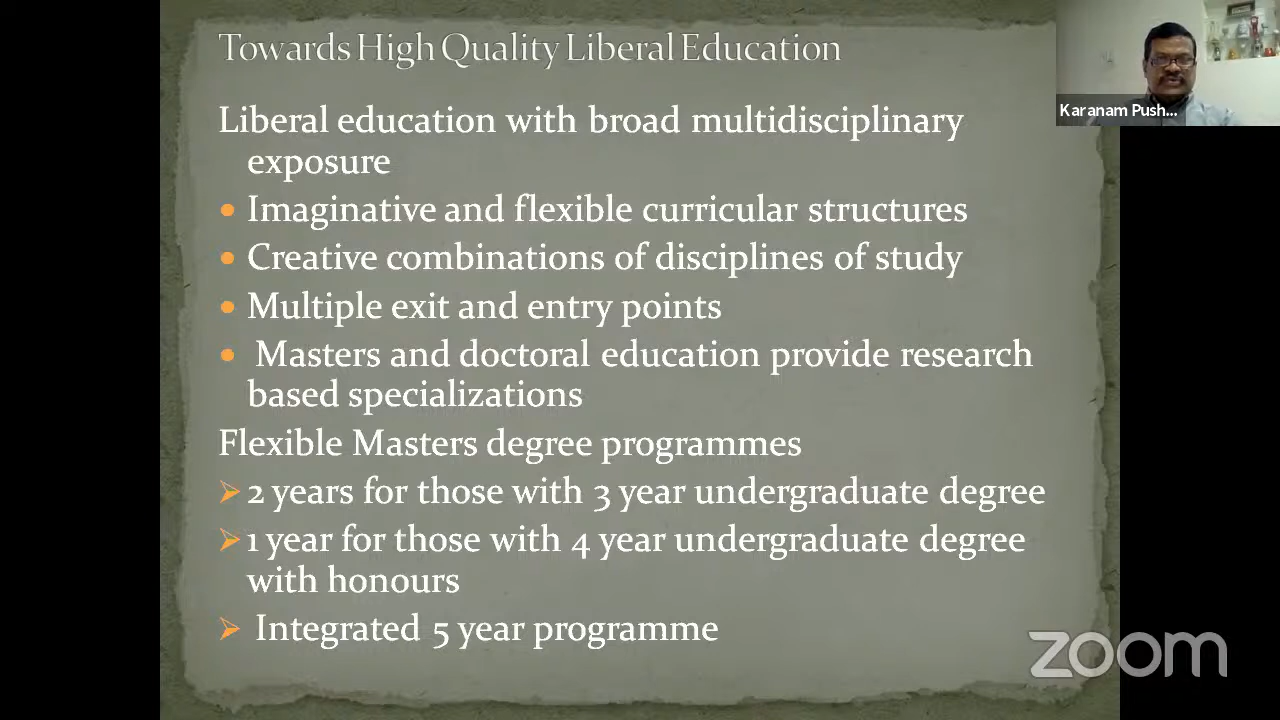 Towards High Quality Liberal Education
Karanam Push...
Liberal education with broad multidisciplinary
exposure
• Imaginative and flexible curricular structures
• Creative combinations of disciplines of study
• Multiple exit and entry points
• Masters and doctoral education provide research
based specializations
Flexible Masters degree programmes
➢ 2 years for those with 3 year undergraduate degree
➢ 1 year for those with 4 year undergraduate degree
with honours
➢ Integrated 5 year programme
zoom